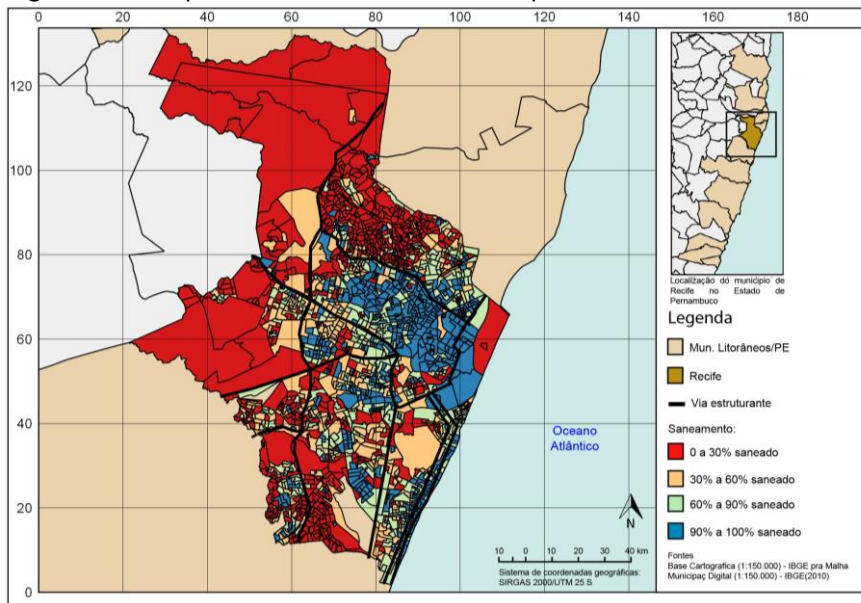 0 20 40 60 80 100 120 140 160 180
120
100
80
60
40
20
0
Oceano
Atlântico
N
10 0 10 20 30 40 km
Sistema de coordenadas geográficas:
SIRGAS 2000/UTM 25 S
Localização do município de
Recife no Estado de
Pernambuco
Legenda
Mun. Litorâneos/PE
Recife
Via estruturante
Saneamento:
0 a 30% saneado
30% a 60% saneado
60% a 90% saneado
90% a 100% saneado
Fontes
Base Cartografica (1:150.000) - IBGE pra Malha
Municipaç Digital (1:150.000) - IBGE(2010)